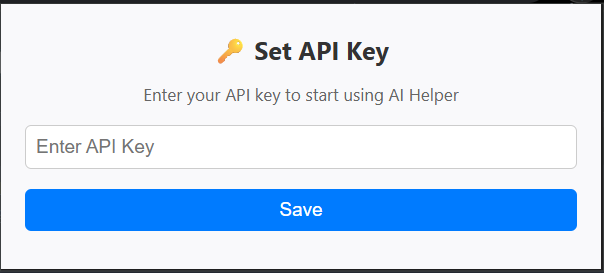 🔑 Set API Key
Enter your API key to start using AI Helper
Enter API Key
Save